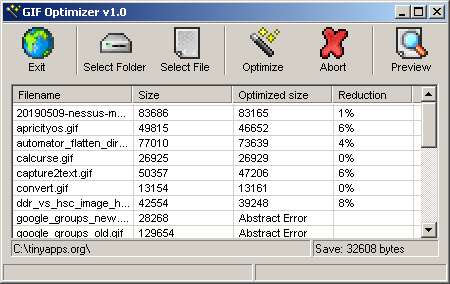 GIF Optimizer v1.0
Exit Select Folder Select File Optimize Abort Preview
Filename Size Optimized size Reduction
20190509-nessus-m... 83686 83165 1%
apricityos.gif 49815 46652 6%
automator_flatten_dir... 77010 73639 4%
calcurse.gif 26925 26929 0%
capture2text.gif 50357 47206 6%
convert.gif 13154 13161 0%
ddr_vs_hsc_image_h... 42554 39248 8%
google_groups_new.... 28268 Abstract Error
google_groups_old.gif 129654 Abstract Error
C:\tinyapps.org\ Save: 32608 bytes